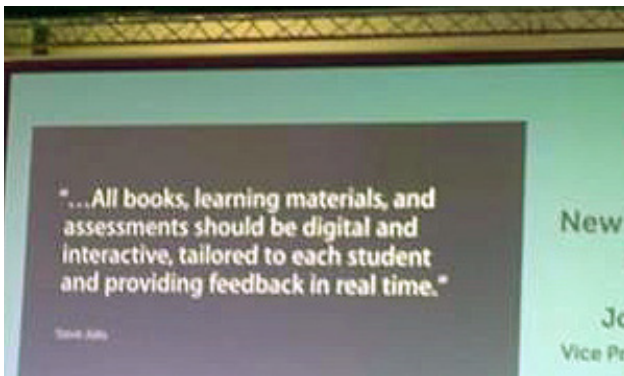 "...All books, learning materials, and
assessments should be digital and
interactive, tailored to each student
and providing feedback in real time."
New
Jo
Vice Pr